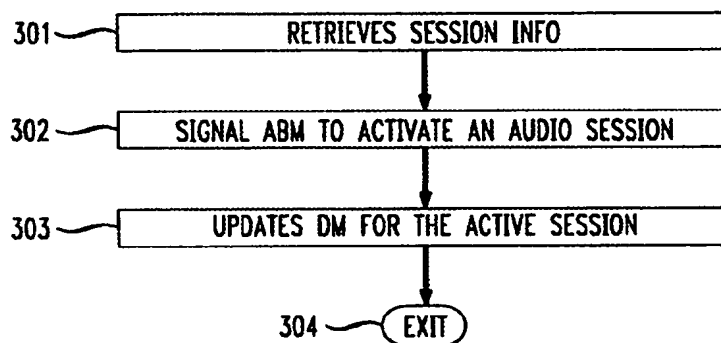 301 RETRIEVES SESSION INFO
302 SIGNAL ABM TO ACTIVATE AN AUDIO SESSION
303 UPDATES DM FOR THE ACTIVE SESSION
304 EXIT